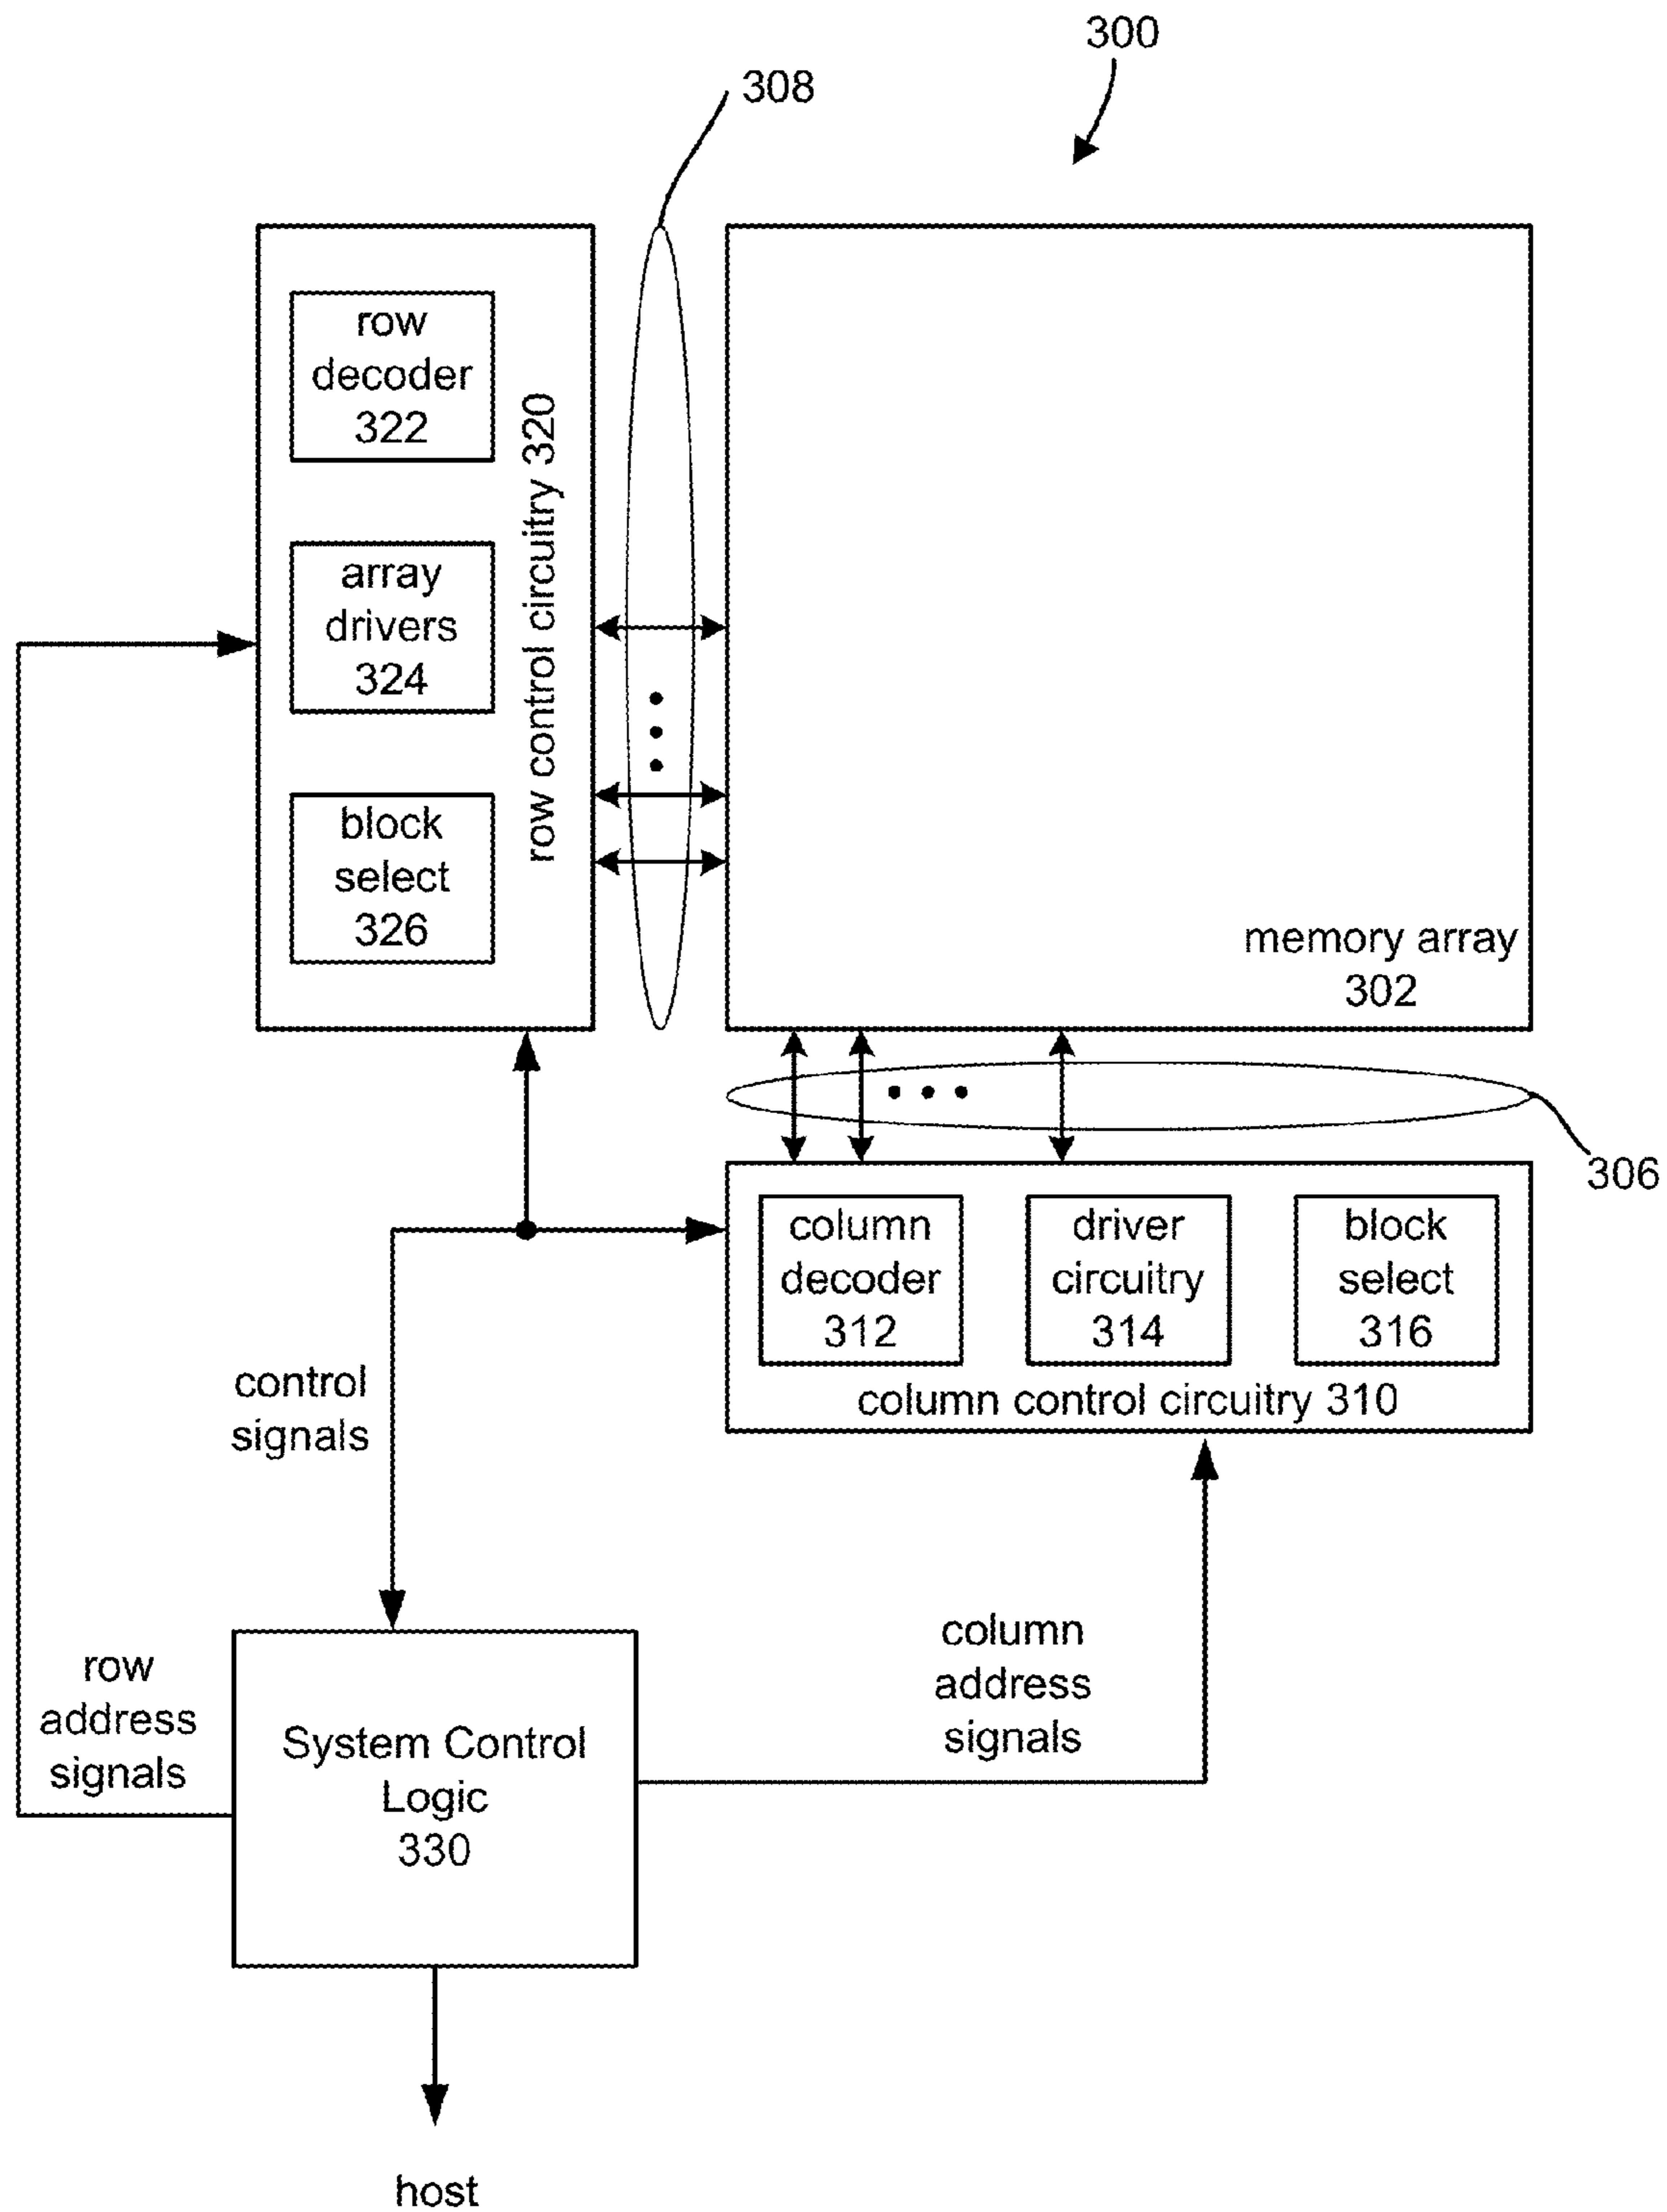 300
308
row
decoder
322
array
drivers
324
block
select
326
row control circuitry 320
memory array
302
306
column
decoder
312
driver
circuitry
314
block
select
316
column control circuitry 310
control
signals
row
address
signals
System Control
Logic
330
column
address
signals
host